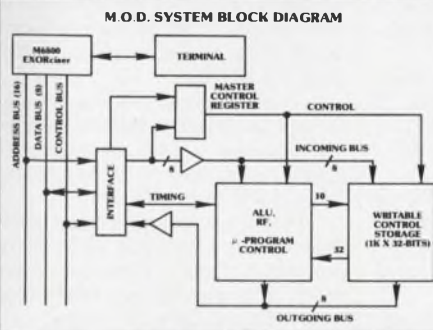 M.O.D. SYSTEM BLOCK DIAGRAM
M6800
EXORciser
TERMINAL
ADDRESS BUS (16)
DATA BUS (8)
CONTROL BUS
MASTER
CONTROL
REGISTER
CONTROL
INTERFACE
8
INCOMING BUS
8
TIMING
ALU,
RF,
μ-PROGRAM
CONTROL
10
32
WRITABLE
CONTROL
STORAGE
(1K X 32-BITS)
8
OUTGOING BUS